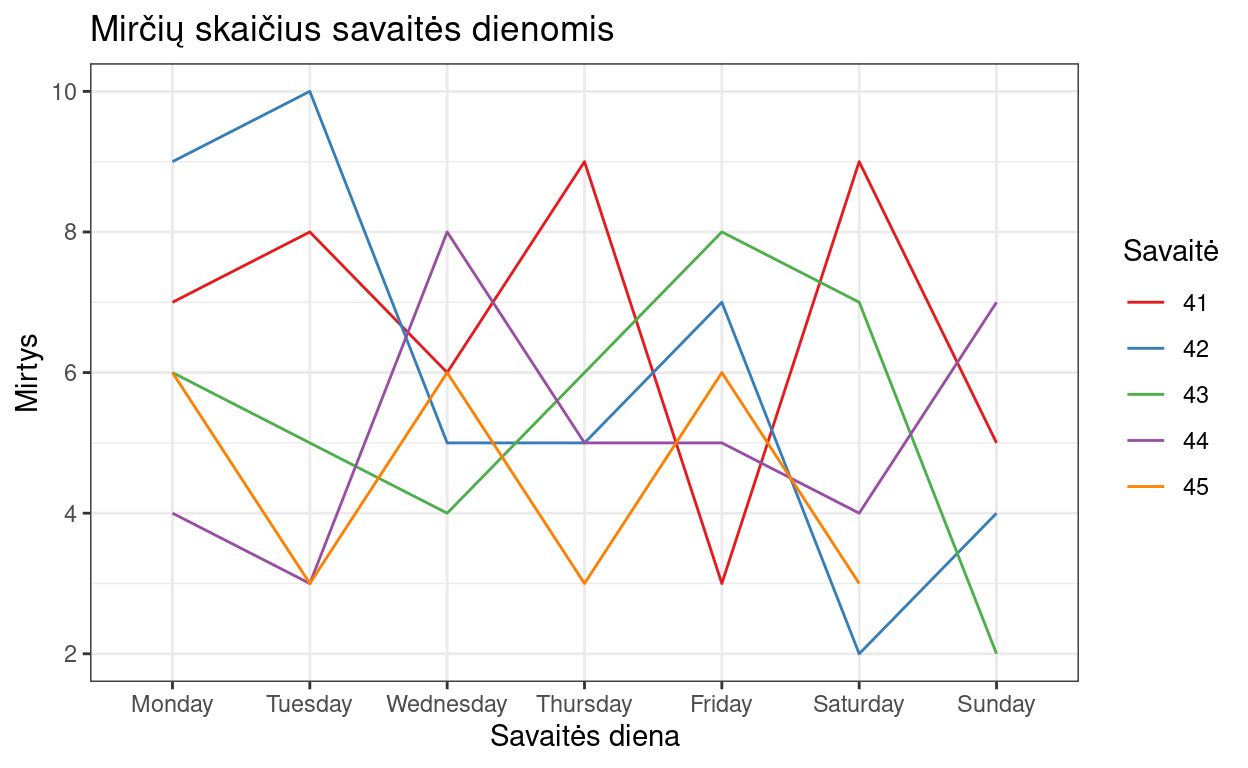 Mirčių skaičius savaitės dienomis
10
8
6
4
2
Mirtys
Monday Tuesday Wednesday Thursday Friday Saturday Sunday
Savaitės diena
Savaitė
41
42
43
44
45